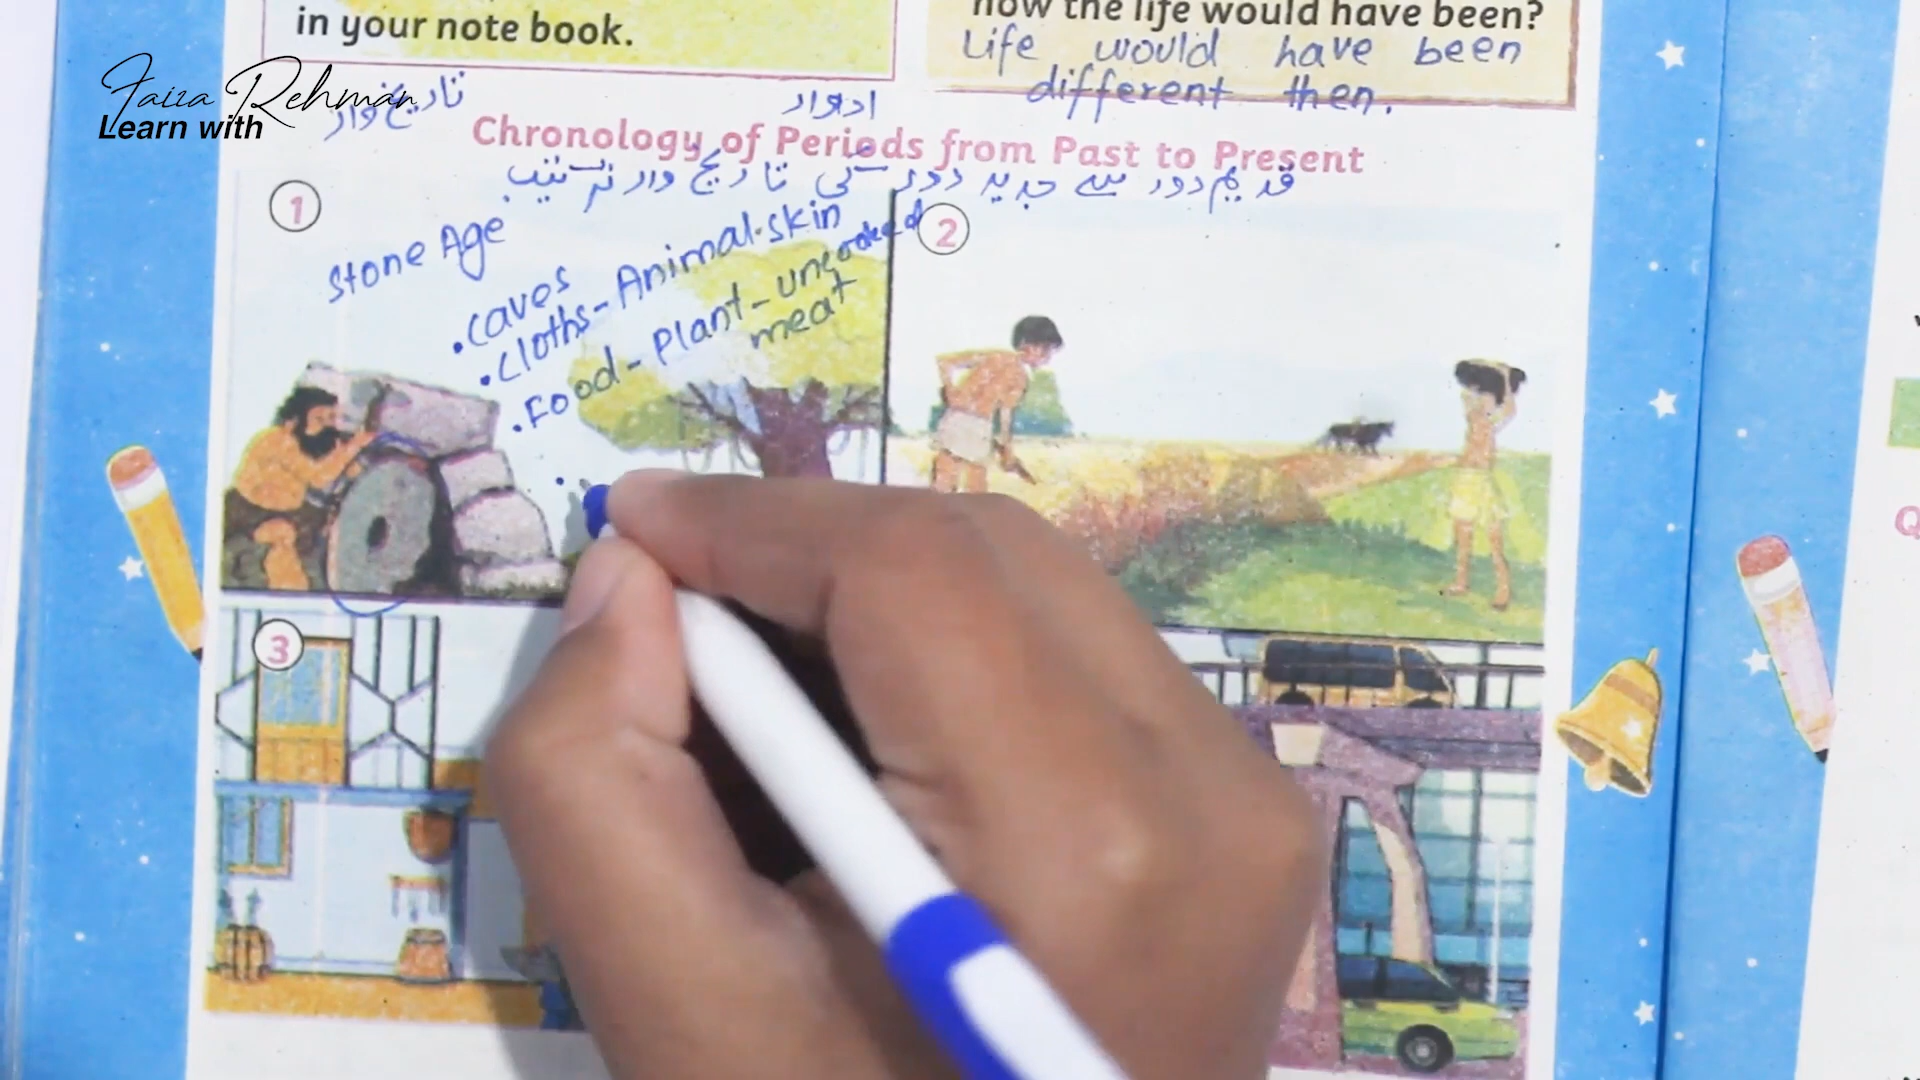 in your note book.
how the life would have been?
Life would have been
different then.
Faiza Rehman
Learn with
تاریخ وار
ادوار
Chronology of Periods from Past to Present
قدیم دور سے جدید دور کی تاریخ وار ترتیب
1
Stone Age
.caves
.cloths-Animal.skin
.Food-Plant-uncooked
meat
.
2
3
Q